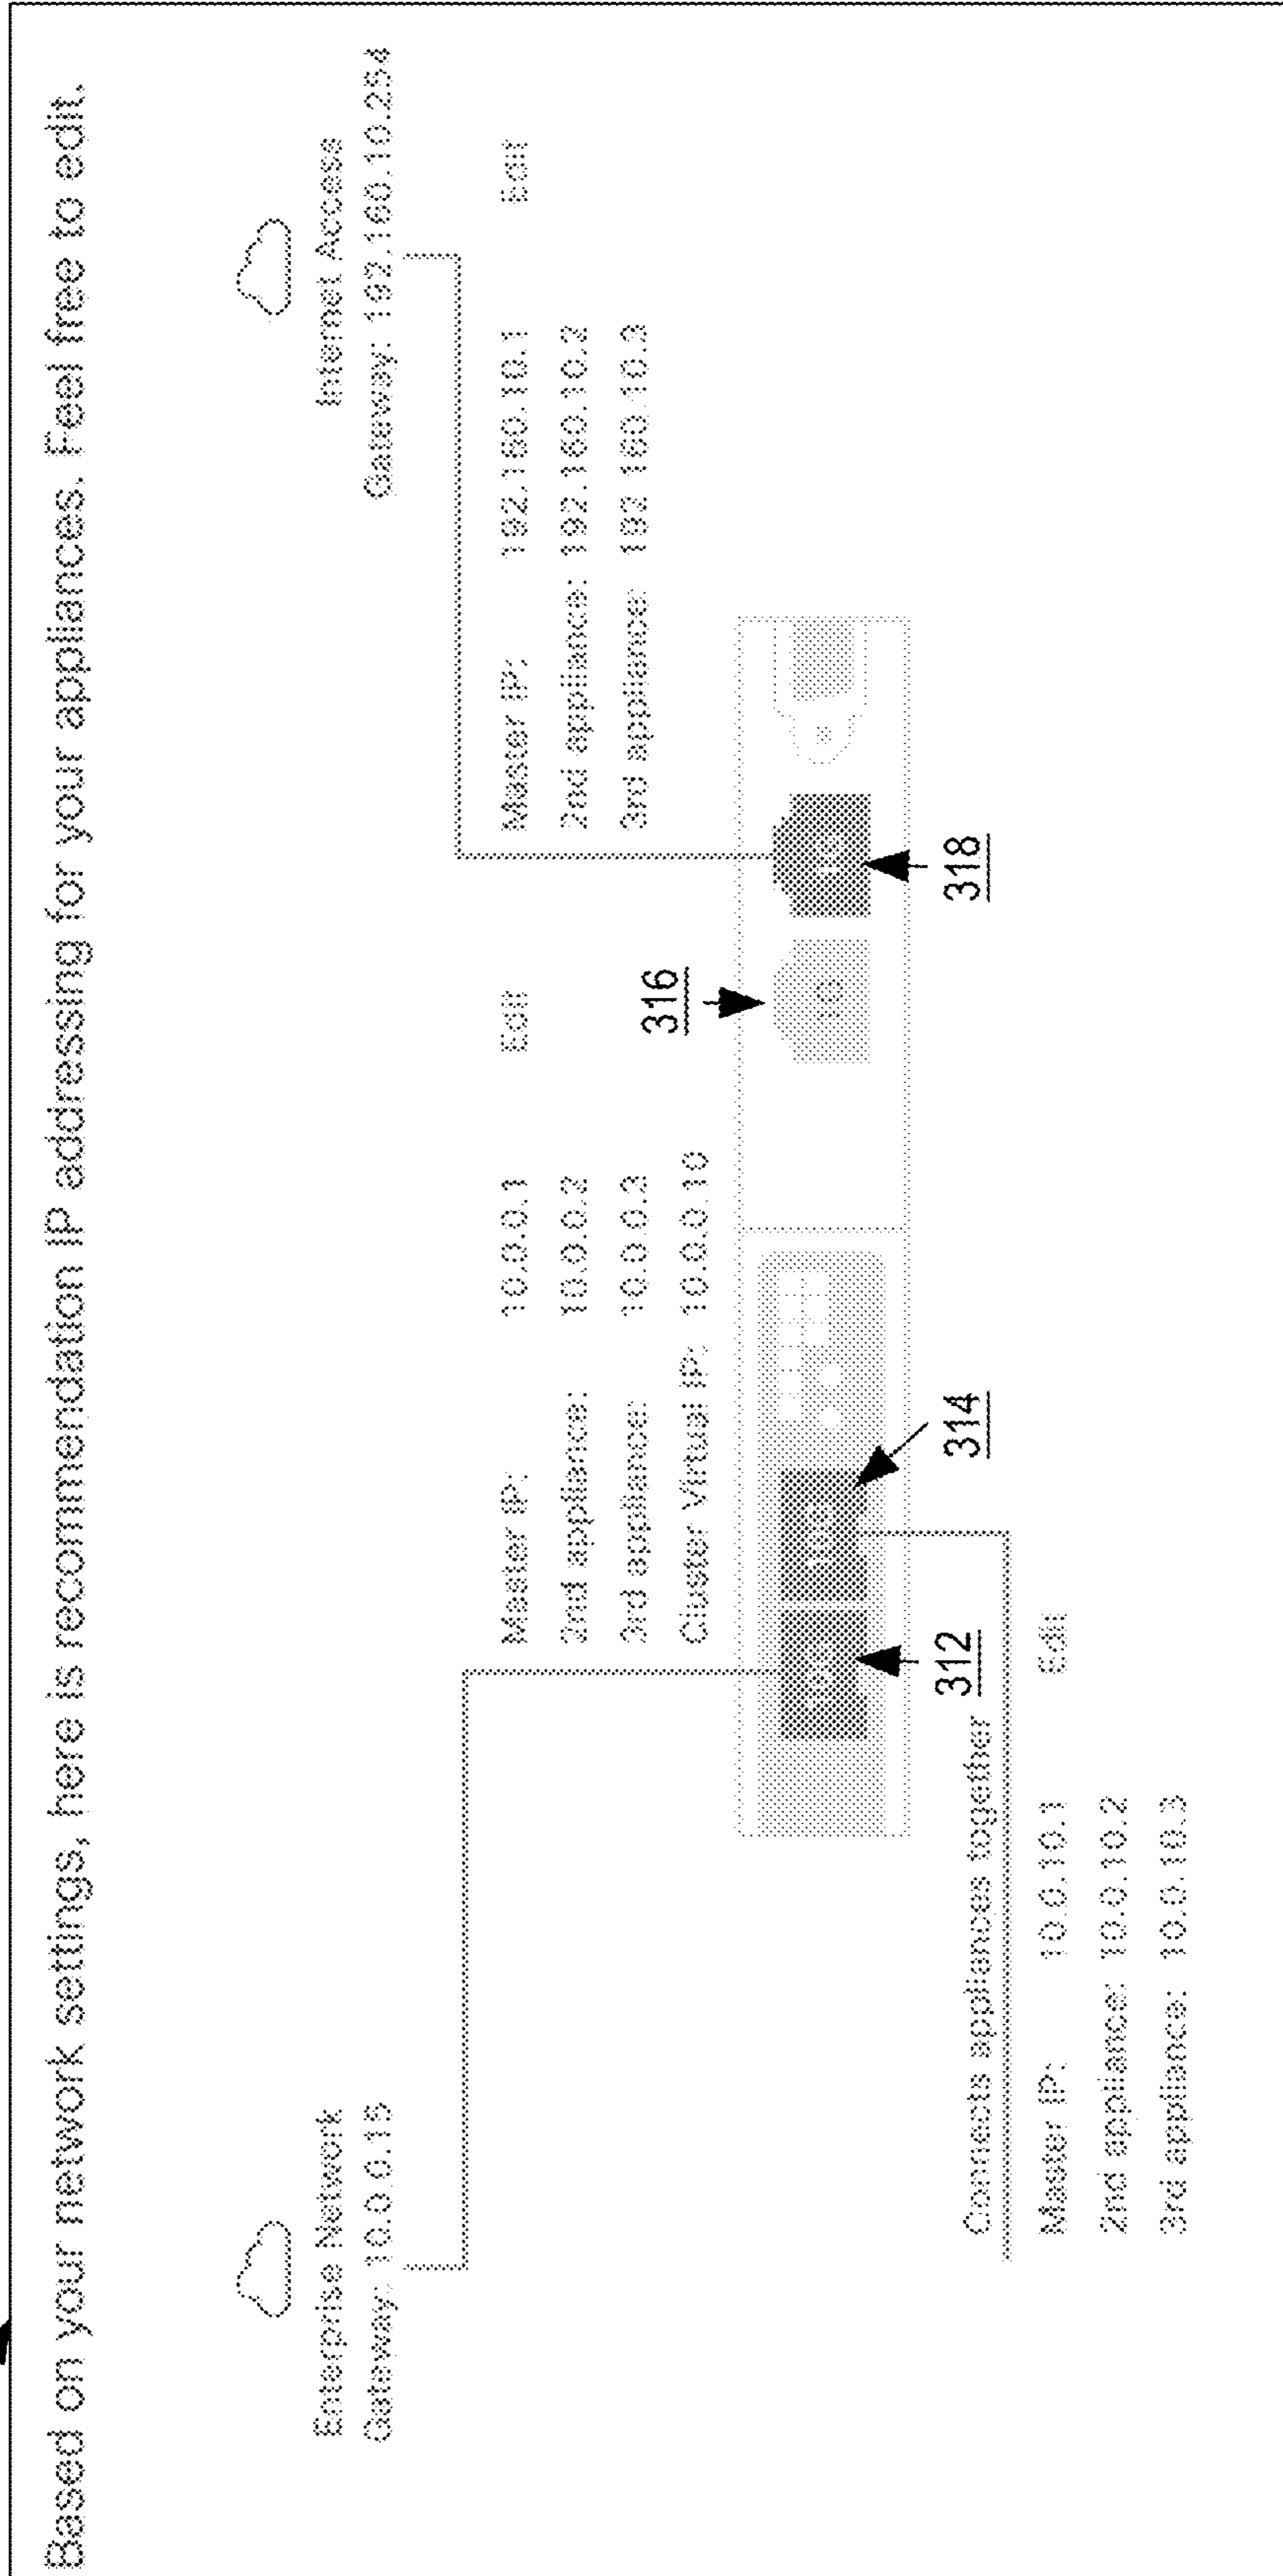 Based on your network settings, here is recommendation IP addressing for your appliances. Feel free to edit.
Enterprise Network
Gateway: 10.0.0.15
Internet Access
Gateway: 192.160.10.254
Master IP: 10.0.0.1 Edit
2nd appliance: 10.0.0.2
3rd appliance: 10.0.0.3
Cluster Virtual IP: 10.0.0.10
Master IP: 192.160.10.1 Edit
2nd appliance: 192.160.10.2
3rd appliance: 192.160.10.3
316
312
314
318
Connects appliances together
Master IP: 10.0.10.1 Edit
2nd appliance: 10.0.10.2
3rd appliance: 10.0.10.3